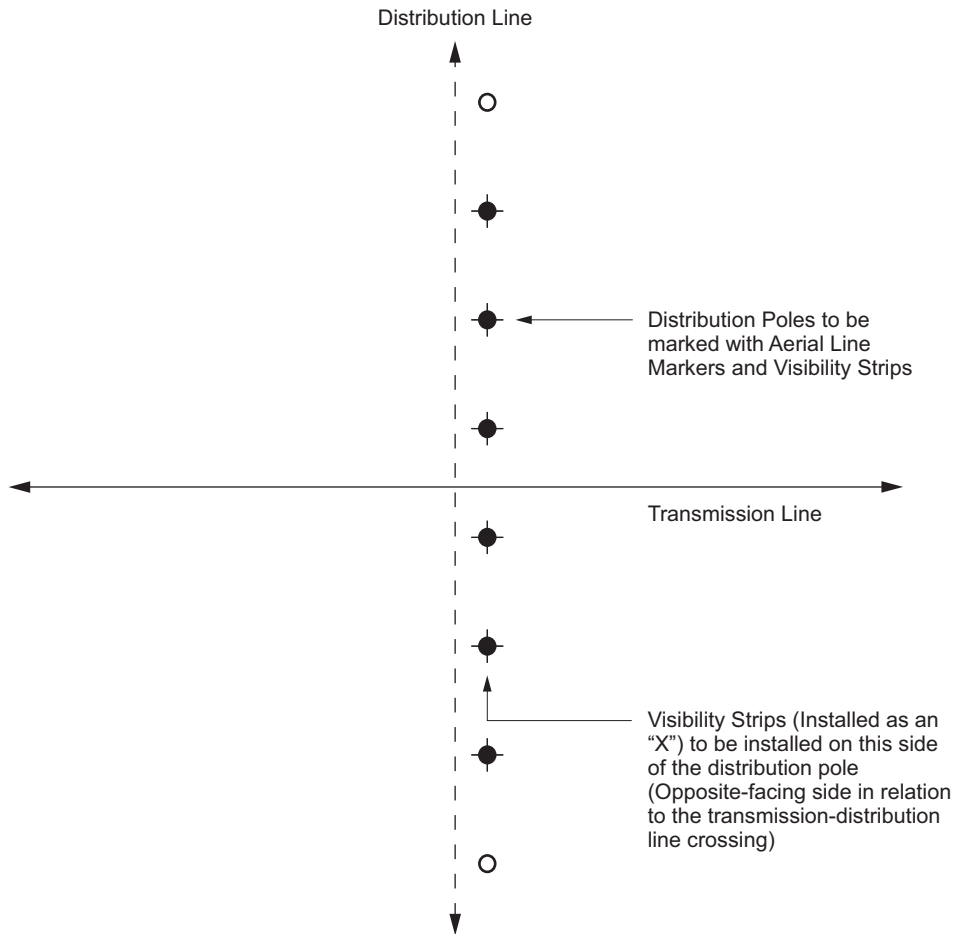 Distribution Line
Distribution Poles to be
marked with Aerial Line
Markers and Visibility Strips
Transmission Line
Visibility Strips (Installed as an
“X”) to be installed on this side
of the distribution pole
(Opposite-facing side in relation
to the transmission-distribution
line crossing)